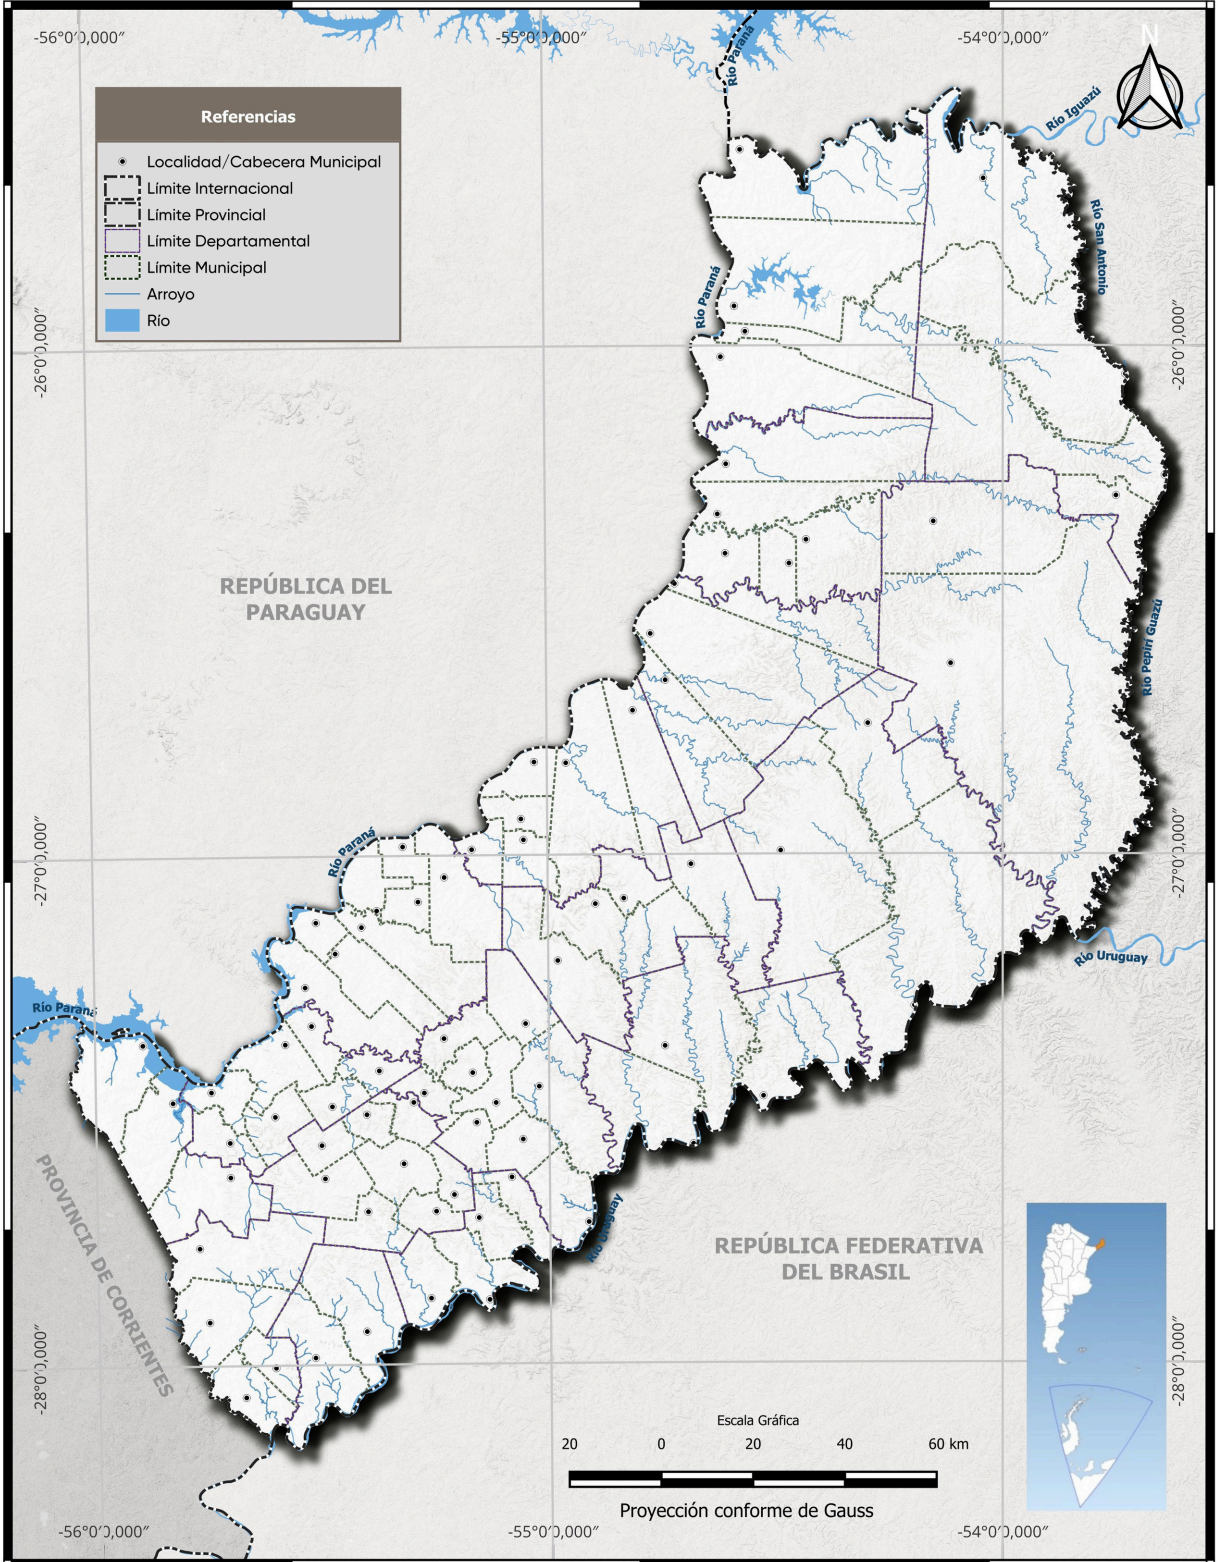 -56°0′0,000″
-55°0′0,000″
-54°0′0,000″
N
Río Paraná
Río Iguazú
Referencias
Localidad/Cabecera Municipal
Límite Internacional
Límite Provincial
Límite Departamental
Límite Municipal
Arroyo
Río
Río San Antonio
Río Paraná
-26°0′0,000″
-26°0′0,000″
REPÚBLICA DEL
PARAGUAY
Río Pepirí Guazú
Río Paraná
-27°0′0,000″
-27°0′0,000″
Río Uruguay
Río Paraná
PROVINCIA DE CORRIENTES
Río Uruguay
REPÚBLICA FEDERATIVA
DEL BRASIL
-28°0′0,000″
-28°0′0,000″
Escala Gráfica
20 0 20 40 60 km
Proyección conforme de Gauss
-56°0′0,000″
-55°0′0,000″
-54°0′0,000″